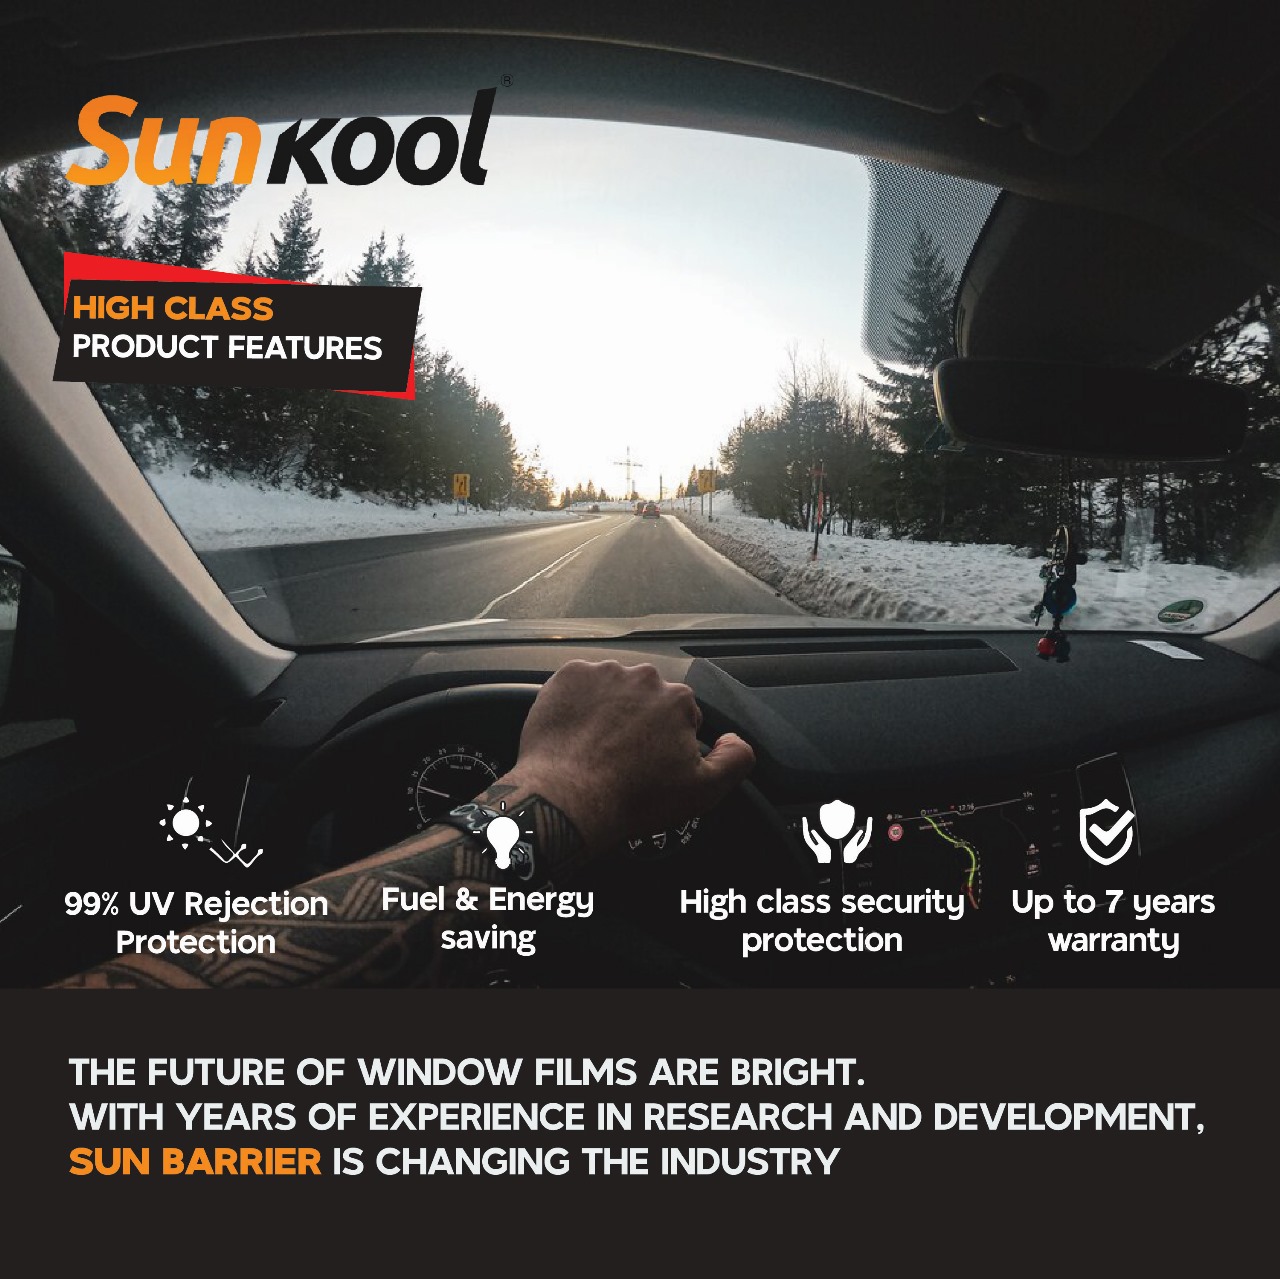 Sunkool®
HIGH CLASS
PRODUCT FEATURES
99% UV Rejection
Protection
Fuel & Energy
saving
High class security
protection
Up to 7 years
warranty
THE FUTURE OF WINDOW FILMS ARE BRIGHT.
WITH YEARS OF EXPERIENCE IN RESEARCH AND DEVELOPMENT,
SUN BARRIER IS CHANGING THE INDUSTRY